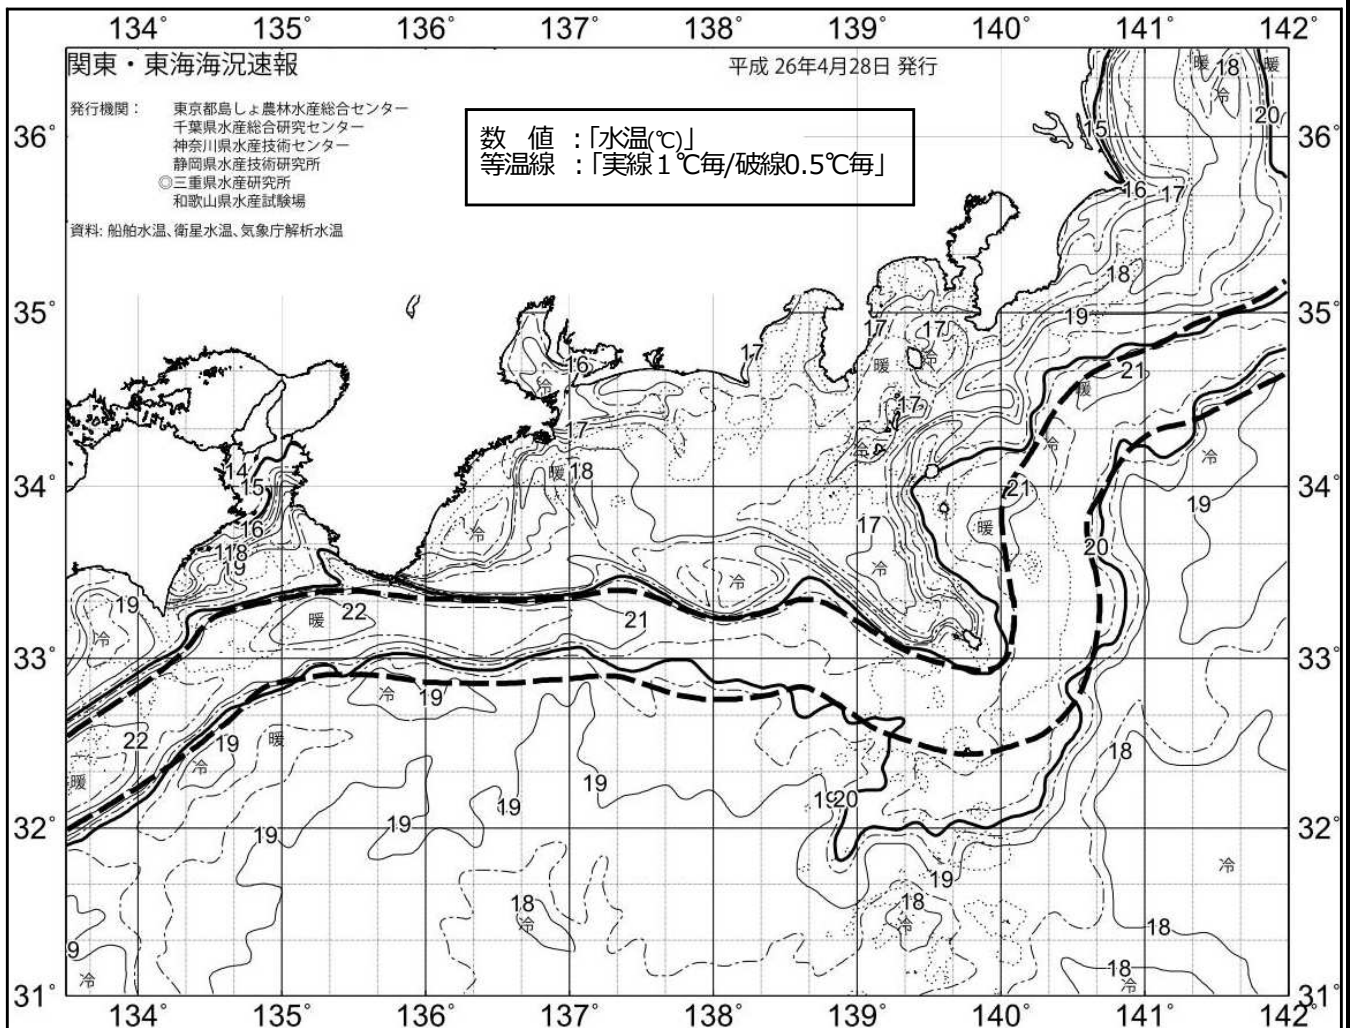 134° 135° 136° 137° 138° 139° 140° 141° 142°
関東・東海海況速報
平成 26年4月28日 発行
発行機関： 東京都島しょ農林水産総合センター
千葉県水産総合研究センター
神奈川県水産技術センター
静岡県水産技術研究所
◎三重県水産研究所
和歌山県水産試験場
資料: 船舶水温､衛星水温､気象庁解析水温
数 値 ：｢水温(℃)｣
等温線 ：｢実線１℃毎/破線0.5℃毎｣
暖 18 暖
冷
20
36° 15 36°
16 17
18
35° 19 35°
17 17
17 暖 冷
16 21
冷 暖
17
17
冷 冷
14 18 暖 冷
15
34° 19 34°
21
16 冷 17 暖
20
118
19 冷 冷
19 22 21
冷 暖
33° 33°
冷
19
22 19 暖 18
冷
暖 19
19 1920
32° 19 19 32°
冷
19
18 18
冷 冷 18
9
18
冷 冷
31° 31°
134° 135° 136° 137° 138° 139° 140° 141° 142°